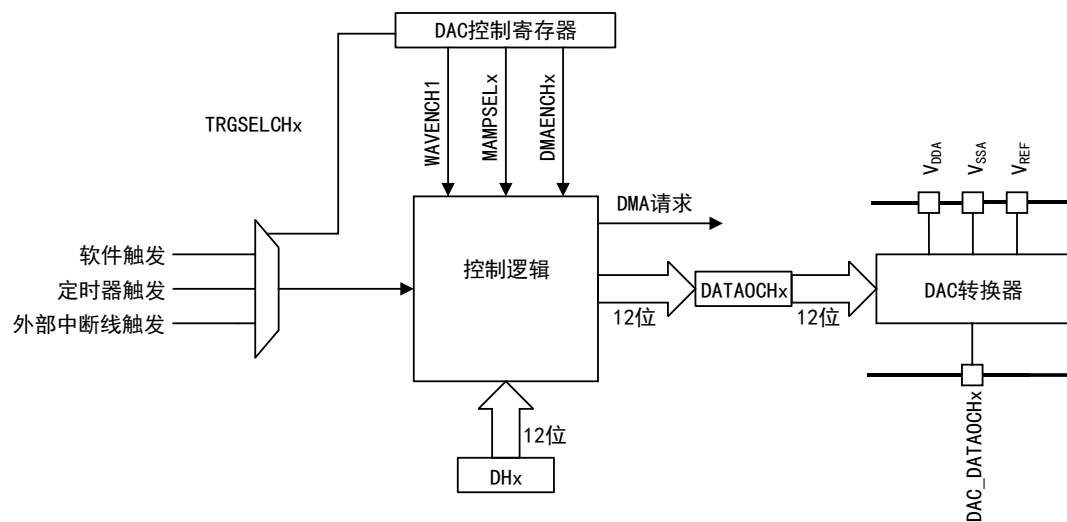 DAC控制寄存器
TRGSELCHx
WAVENCH1
MAMPSELx
DMAENCHx
VDDA
VSSA
VREF
DMA请求
软件触发
定时器触发
外部中断线触发
控制逻辑
12位
DATAOCHx
12位
DAC转换器
12位
DHx
DAC_DATAOCHx